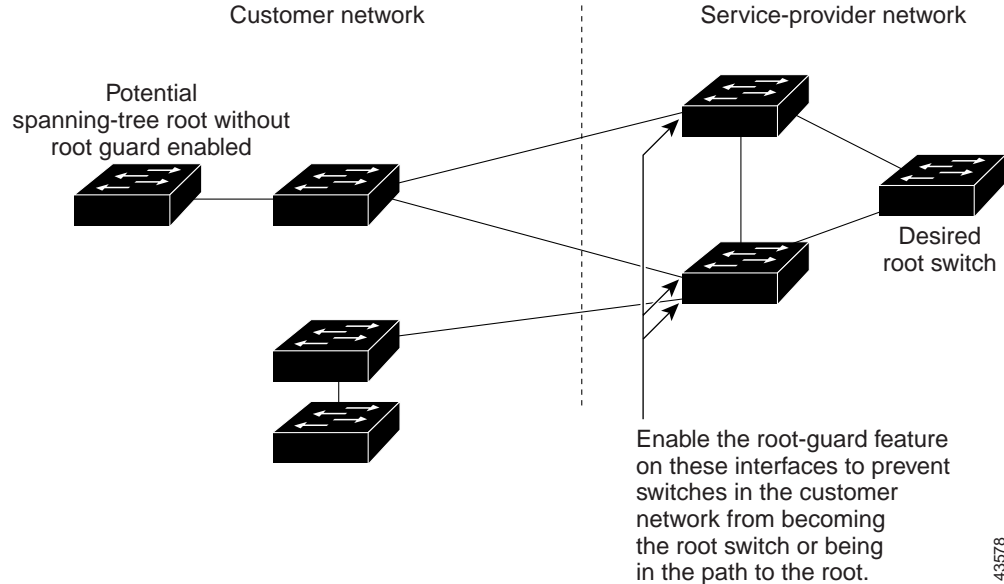 Customer network
Service-provider network
Potential
spanning-tree root without
root guard enabled
Desired
root switch
Enable the root-guard feature
on these interfaces to prevent
switches in the customer
network from becoming
the root switch or being
in the path to the root.
43578